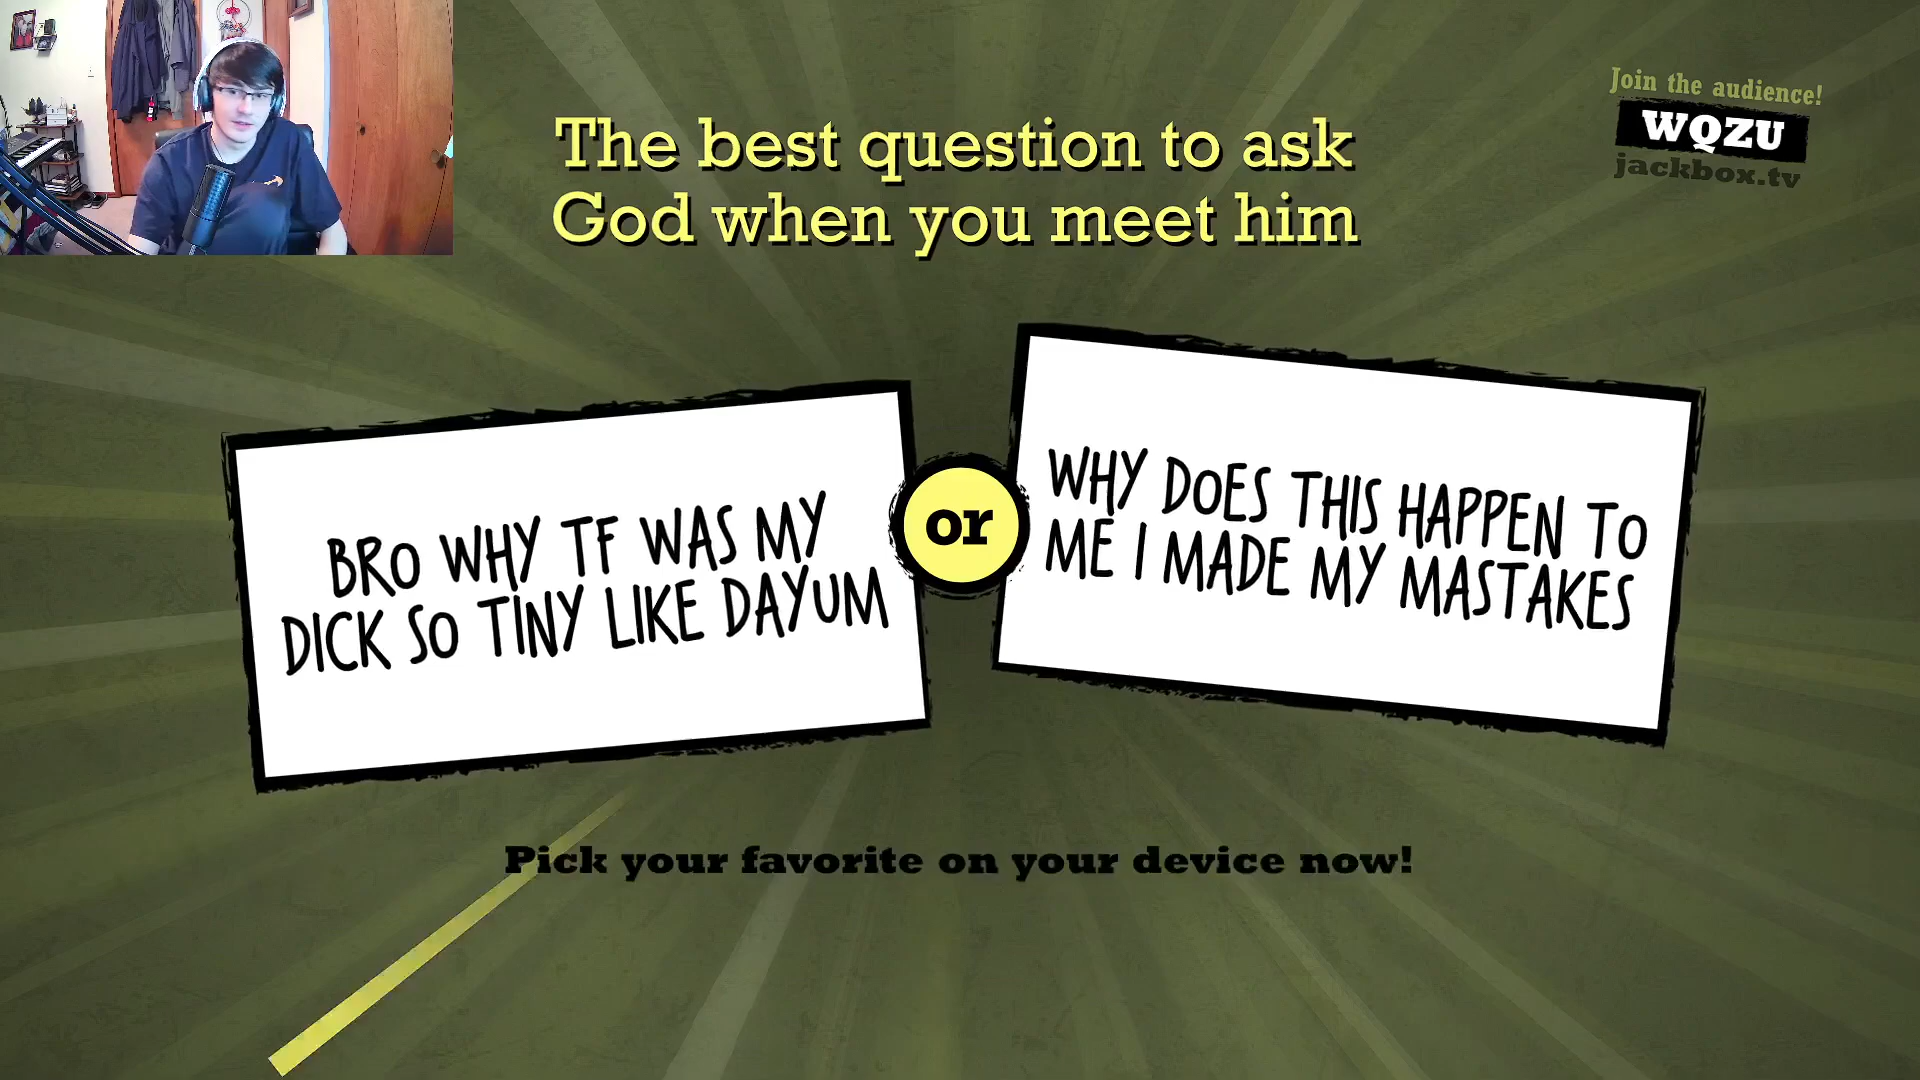 The best question to ask
God when you meet him
Join the audience!
WQZU
jackbox.tv
BRO WHY TF WAS MY
DICK SO TINY LIKE DAYUM
or
WHY DOES THIS HAPPEN TO
ME I MADE MY MASTAKES
Pick your favorite on your device now!